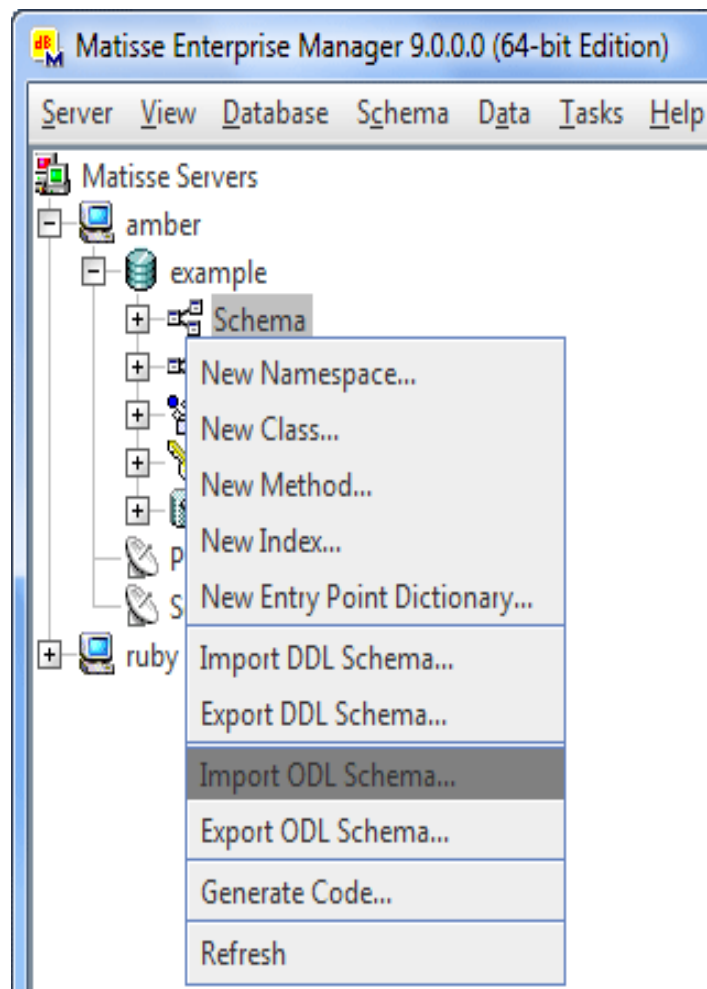 Matisse Enterprise Manager 9.0.0.0 (64-bit Edition)
Server View Database Schema Data Tasks Help
Matisse Servers
amber
example
Schema
New Namespace...
New Class...
New Method...
New Index...
New Entry Point Dictionary...
Import DDL Schema...
Export DDL Schema...
Import ODL Schema...
Export ODL Schema...
Generate Code...
Refresh
ruby